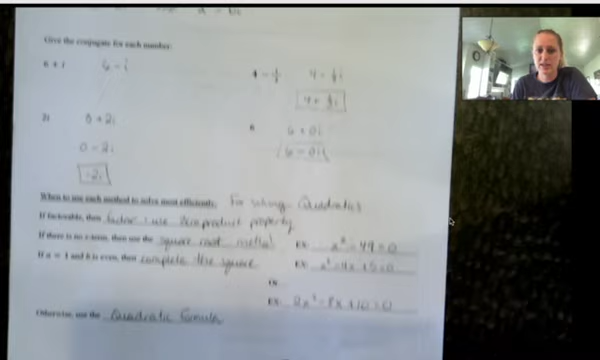 Give the conjugate for each number.
6 + i 6 - i
4 - 1/3 i
4 + 1/3 i
2i 0 + 2i
6 6 + 0i
0 - 2i
6 - 0i
-2i
When to use each method to solve most efficiently. For solving Quadratics
If factorable, then factor + use zero product property
If there is no x-term, then use the square root method EX: x² - 49 = 0
If a = 1 and b is even, then complete the square EX: x² - 4x + 5 = 0
OR
EX: 2x² - 8x + 10 = 0
Otherwise, use the Quadratic Formula